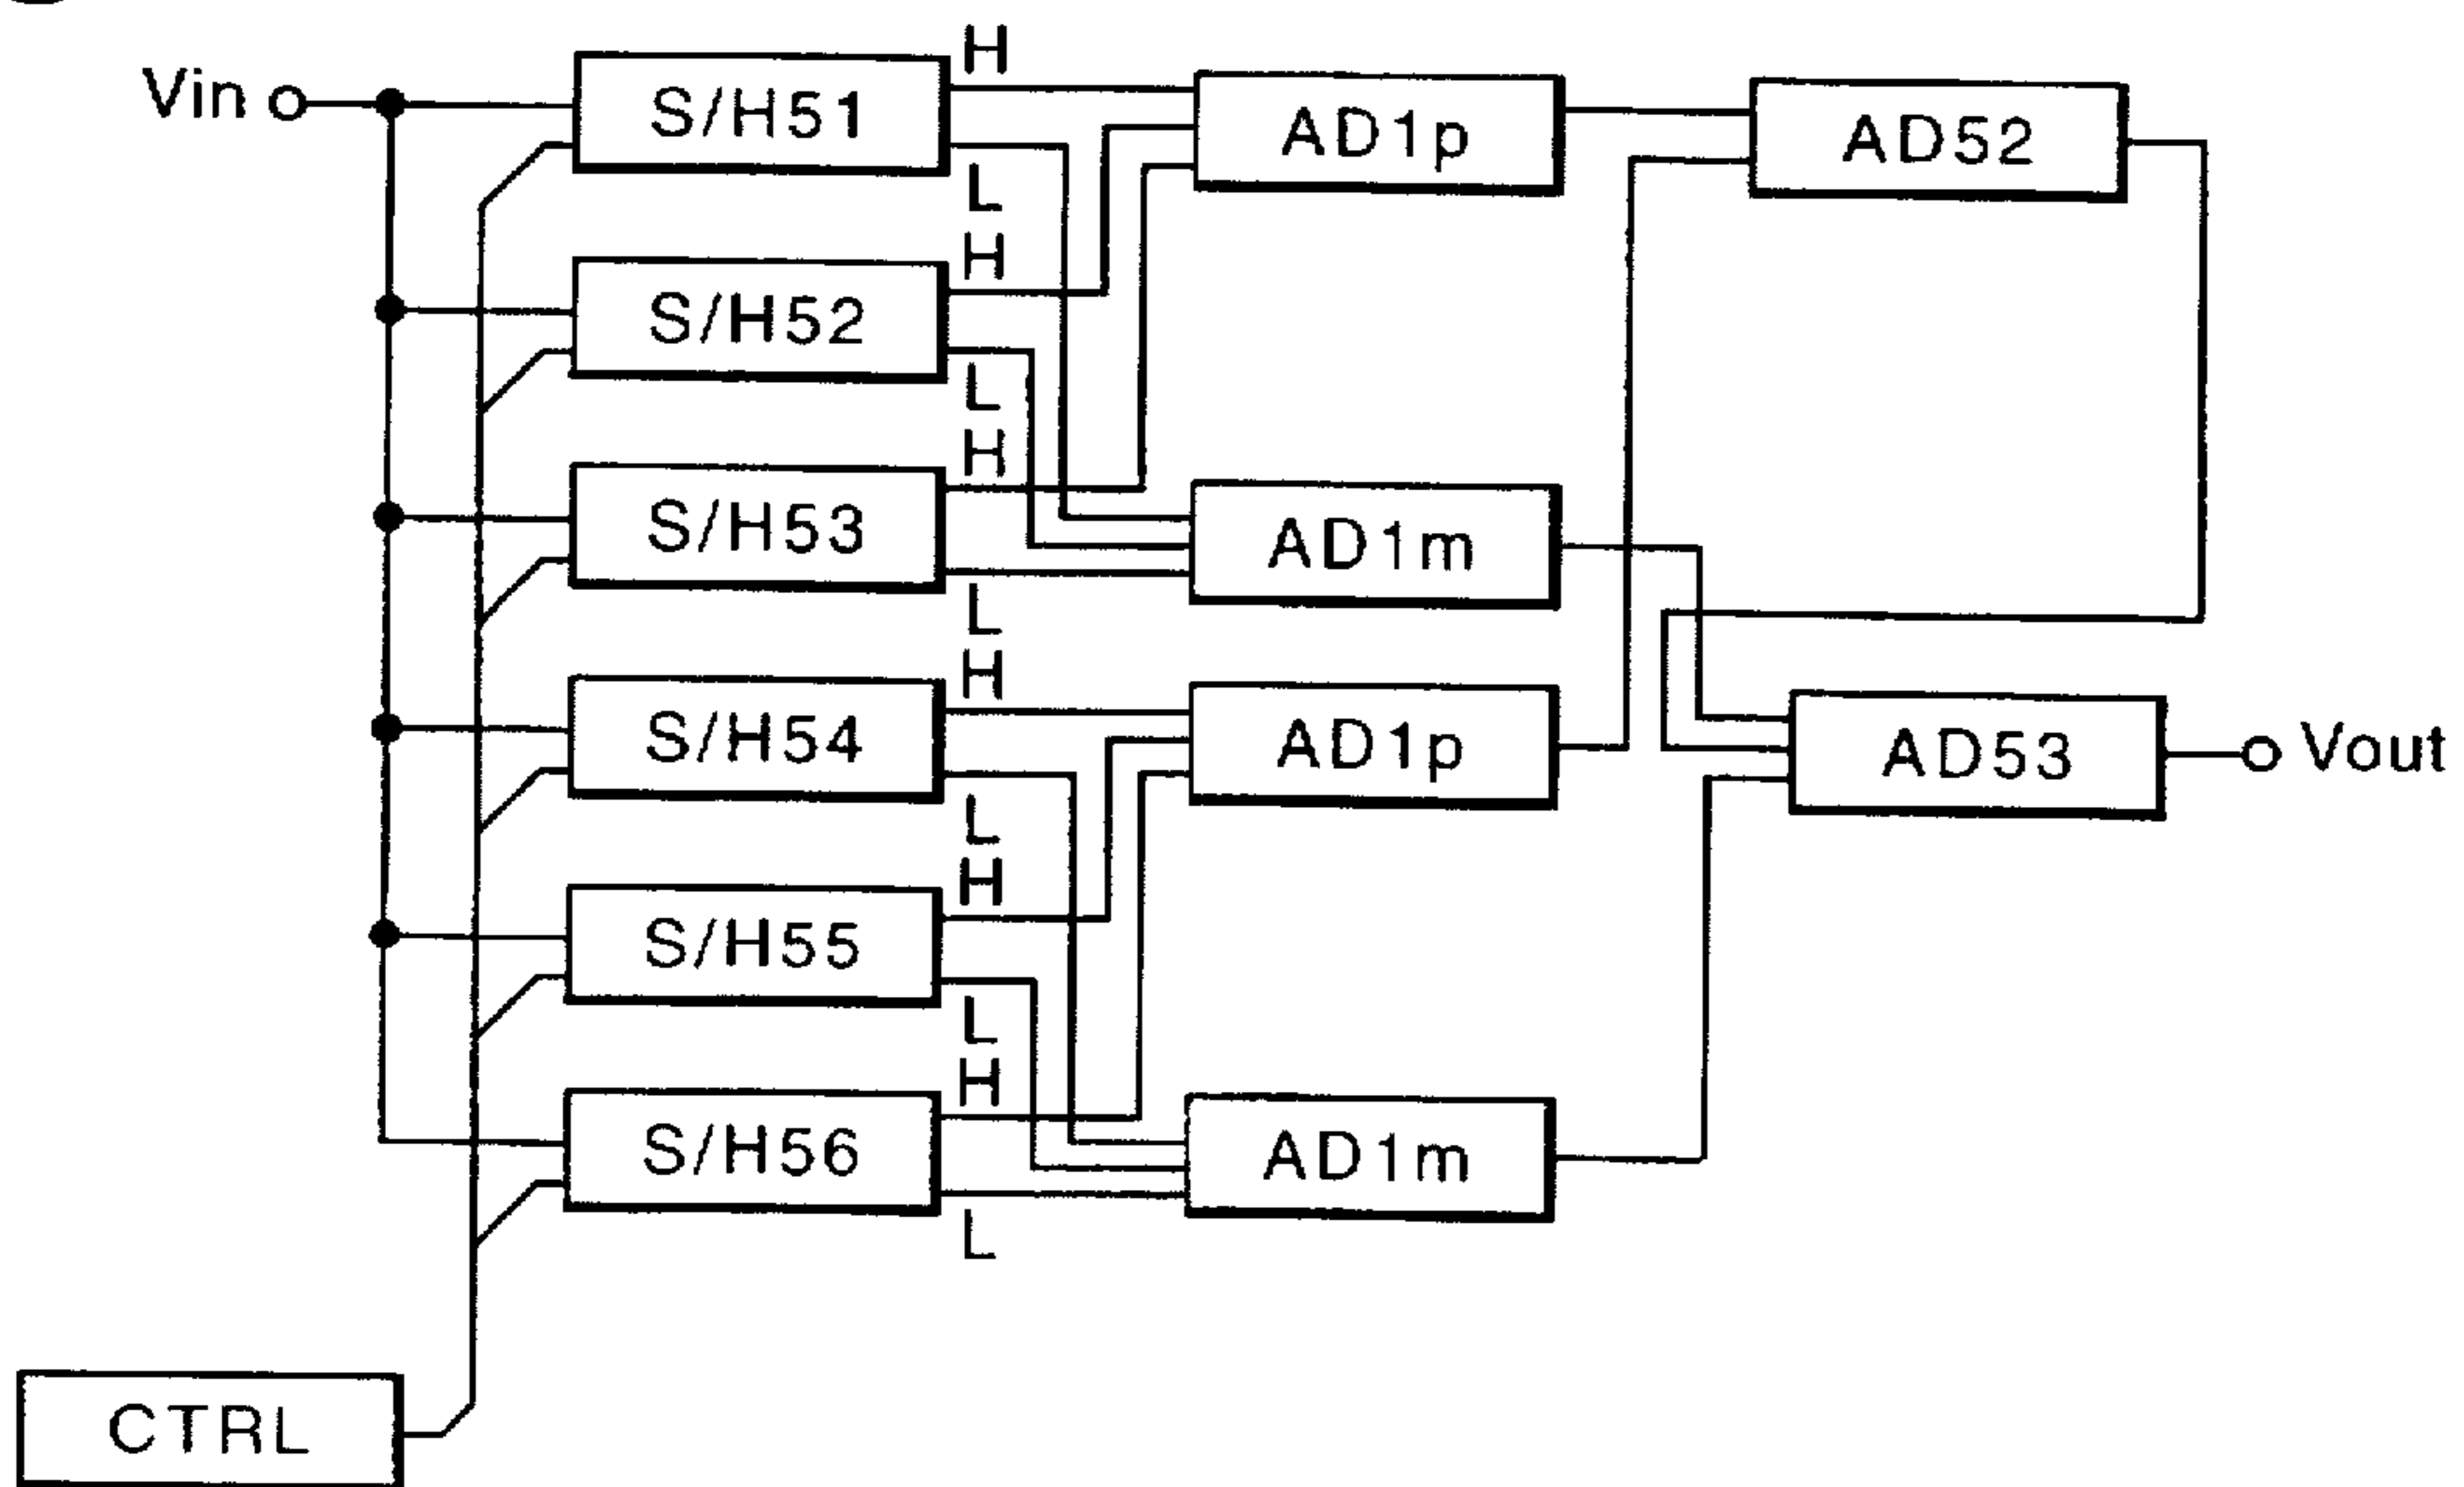 H
Vin
S/H51
AD1p
AD52
L
H
S/H52
L
H
S/H53
AD1m
L
H
S/H54
AD1p
AD53
Vout
L
H
S/H55
L
H
S/H56
AD1m
L
CTRL